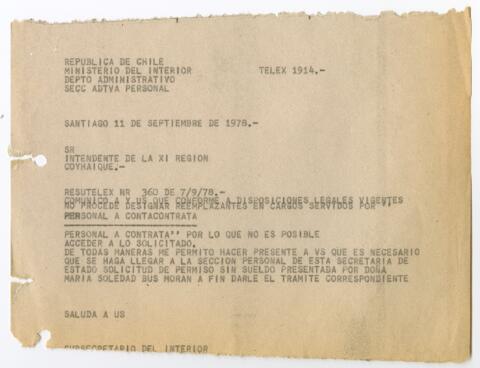 REPUBLICA DE CHILE
MINISTERIO DEL INTERIOR TELEX 1914.-
DEPTO ADMINISTRATIVO
SECC ADTVA PERSONAL
SANTIAGO 11 DE SEPTIEMBRE DE 1978.-
SR
INTENDENTE DE LA XI REGION
COYHAIQUE.-
RESUTELEX NR 360 DE 7/9/78.-
COMUNICO A X US QUE CONFORME A DISPOSICIONES LEGALES VIGENTES
NO PROCEDE DESIGNAR REEMPLAZANTES EN CARGOS SERVIDOS POR ''
PERSONAL A CONTACONTRATA
PERSONAL A CONTRATA'' POR LO QUE NO ES POSIBLE
ACCEDER A LO SOLICITADO.
DE TODAS MANERAS ME PERMITO HACER PRESENTE A VS QUE ES NECESARIO
QUE SE HAGA LLEGAR A LA SECCION PERSONAL DE ESTA SECRETARIA DE
ESTADO SOLICITUD DE PERMISO SIN SUELDO PRESENTADA POR DOÑA
MARIA SOLEDAD BUS MORAN A FIN DARLE EL TRAMITE CORRESPONDIENTE
SALUDA A US
SUBSECRETARIO DEL INTERIOR